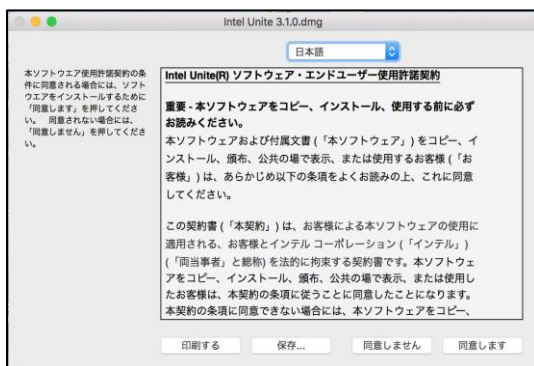 Intel Unite 3.1.0.dmg
日本語
本ソフトウエア使用許諾契約の条
件に同意される場合には、ソフト
ウエアをインストールするために
「同意します」を押してくださ
い。 同意されない場合には、
「同意しません」を押してくださ
い。
Intel Unite(R) ソフトウェア・エンドユーザー使用許諾契約
重要 - 本ソフトウェアをコピー、インストール、使用する前に必ず
お読みください。
本ソフトウェアおよび付属文書 (「本ソフトウェア」) をコピー、イ
ンストール、頒布、公共の場で表示、または使用するお客様 (「お
客様」) は、あらかじめ以下の条項をよくお読みの上、これに同意
してください。
この契約書 (「本契約」) は、お客様による本ソフトウェアの使用に
適用される、お客様とインテル コーポレーション (「インテル」)
(「両当事者」と総称) を法的に拘束する契約書です。本ソフトウェ
アをコピー、インストール、頒布、公共の場で表示、または使用し
たお客様は、本契約の条項に従うことに同意したことになります。
本契約の条項に同意できない場合には、本ソフトウェアをコピー、
印刷する
保存...
同意しません
同意します